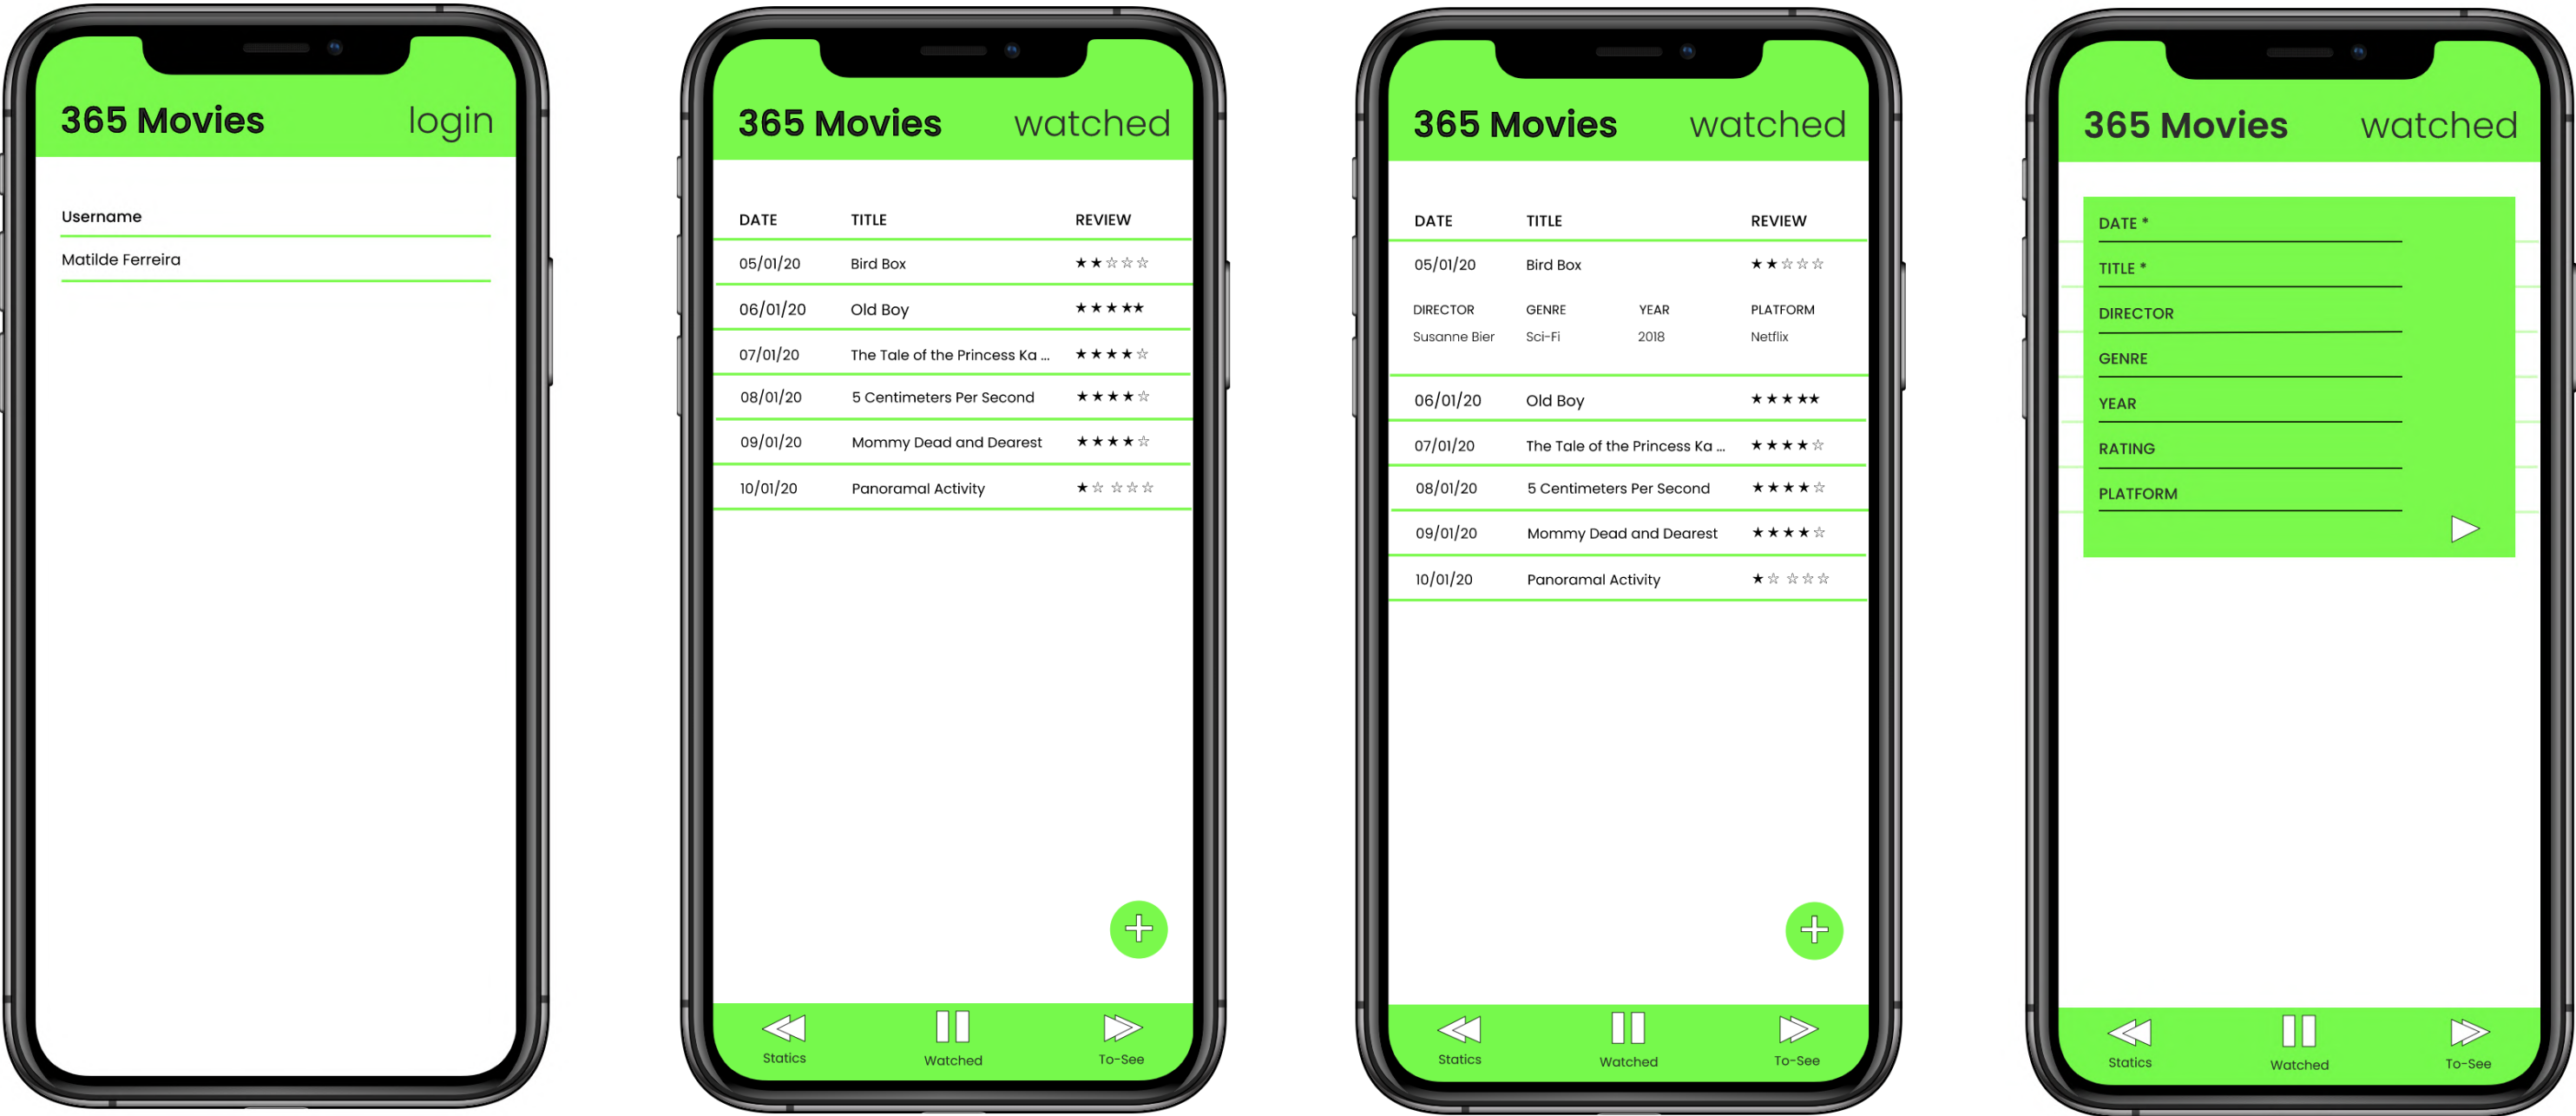 365 Movies login
Username
Matilde Ferreira
365 Movies watched
DATE TITLE REVIEW
05/01/20 Bird Box ★★☆☆☆
06/01/20 Old Boy ★★★★★
07/01/20 The Tale of the Princess Ka ... ★★★★☆
08/01/20 5 Centimeters Per Second ★★★★☆
09/01/20 Mommy Dead and Dearest ★★★★☆
10/01/20 Panoramal Activity ★☆☆☆☆
Statics Watched To-See
365 Movies watched
DATE TITLE REVIEW
05/01/20 Bird Box ★★☆☆☆
DIRECTOR GENRE YEAR PLATFORM
Susanne Bier Sci-Fi 2018 Netflix
06/01/20 Old Boy ★★★★★
07/01/20 The Tale of the Princess Ka ... ★★★★☆
08/01/20 5 Centimeters Per Second ★★★★☆
09/01/20 Mommy Dead and Dearest ★★★★☆
10/01/20 Panoramal Activity ★☆☆☆☆
Statics Watched To-See
365 Movies watched
DATE *
TITLE *
DIRECTOR
GENRE
YEAR
RATING
PLATFORM
Statics Watched To-See